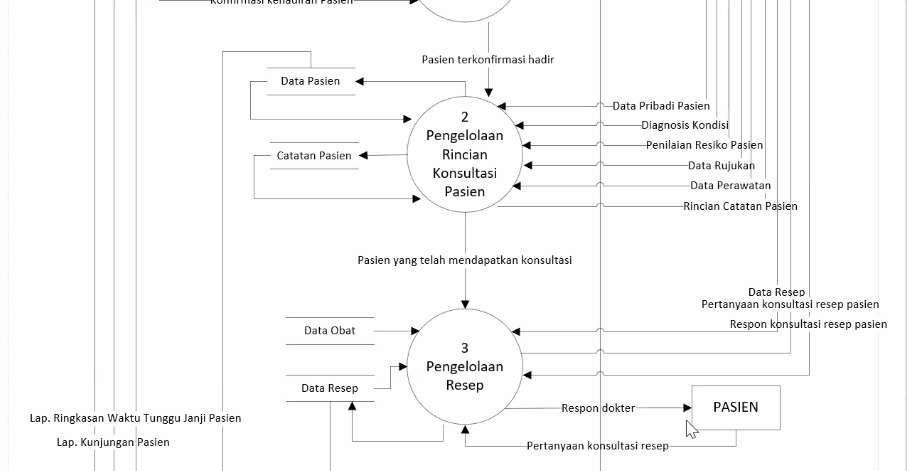 Konfirmasi kehadiran Pasien
Pasien terkonfirmasi hadir
Data Pasien
Data Pribadi Pasien
2
Pengelolaan
Rincian
Konsultasi
Pasien
Diagnosis Kondisi
Penilaian Resiko Pasien
Catatan Pasien
Data Rujukan
Data Perawatan
Rincian Catatan Pasien
Pasien yang telah mendapatkan konsultasi
Data Resep
Pertanyaan konsultasi resep pasien
Respon konsultasi resep pasien
Data Obat
3
Pengelolaan
Resep
Data Resep
Respon dokter
PASIEN
Lap. Ringkasan Waktu Tunggu Janji Pasien
Lap. Kunjungan Pasien
Pertanyaan konsultasi resep